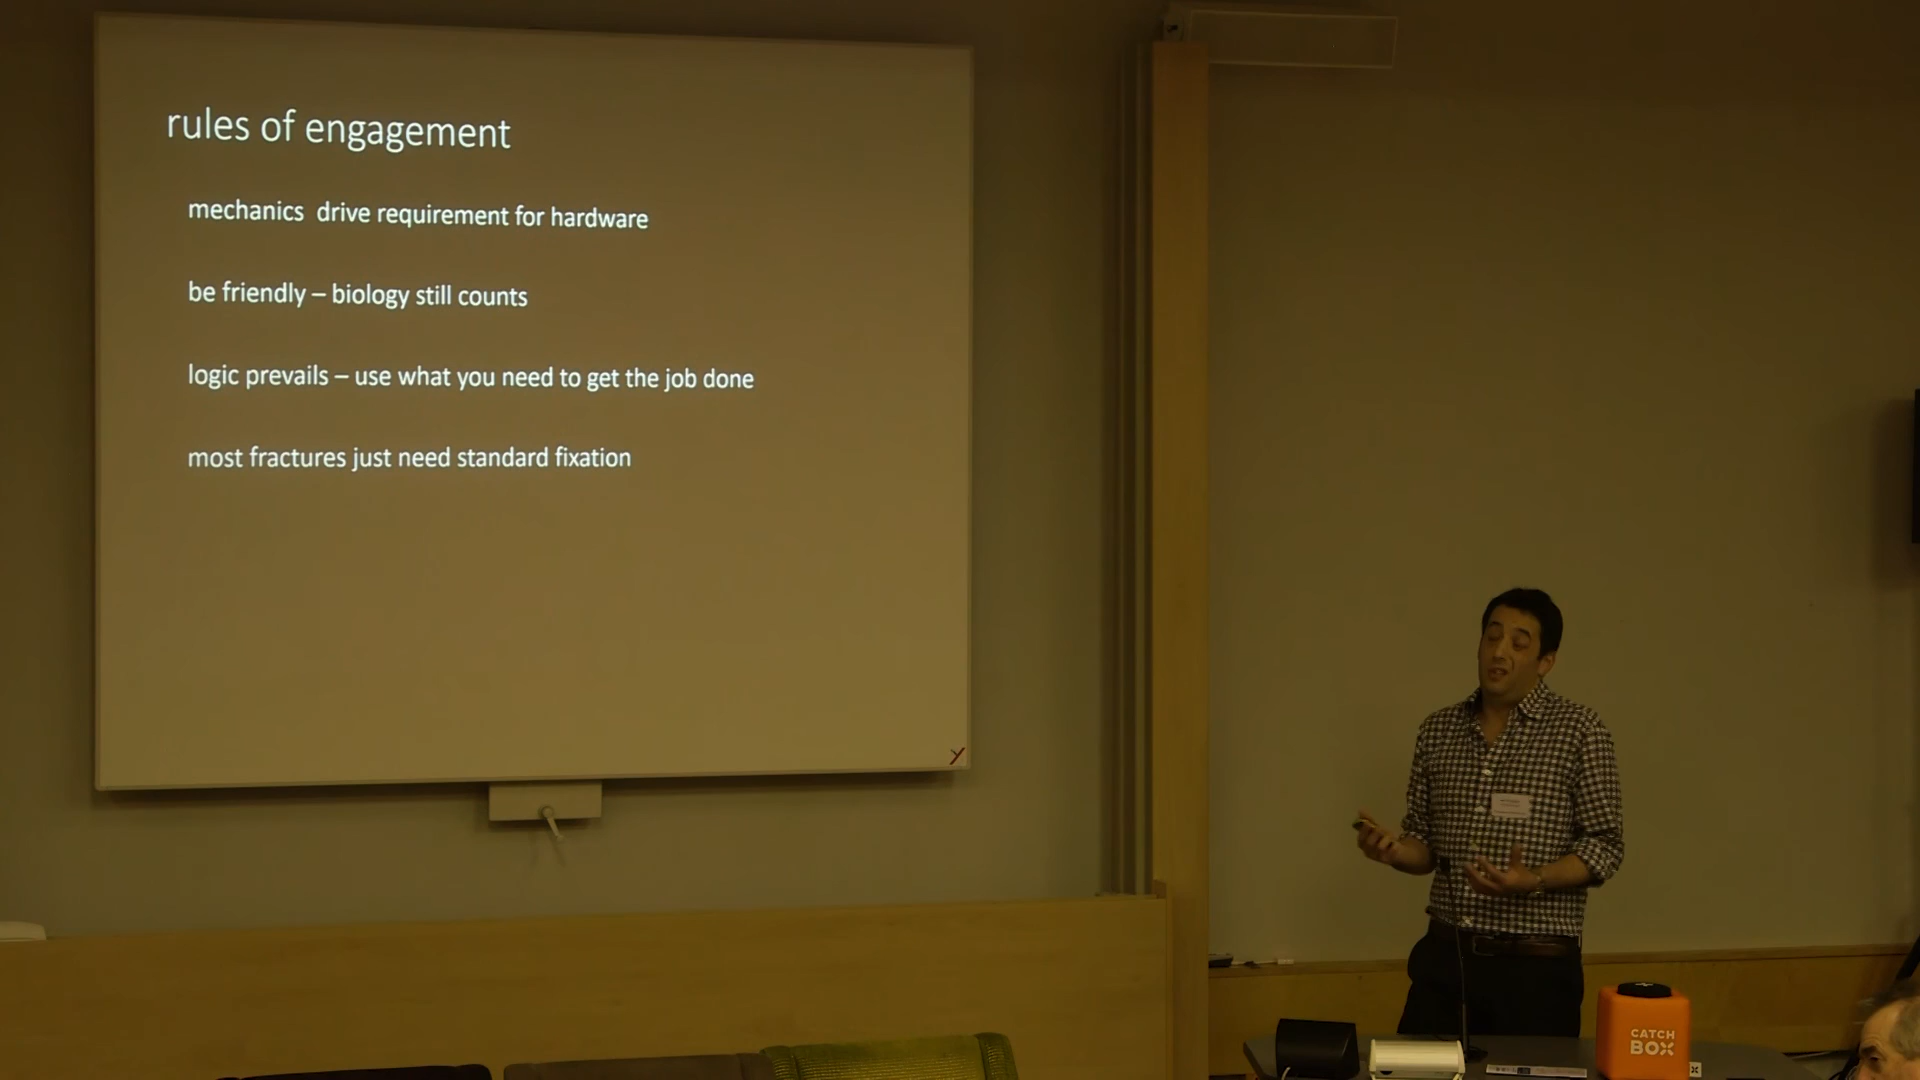 rules of engagement
mechanics  drive requirement for hardware
be friendly – biology still counts
logic prevails – use what you need to get the job done
most fractures just need standard fixation
CATCH
BOX